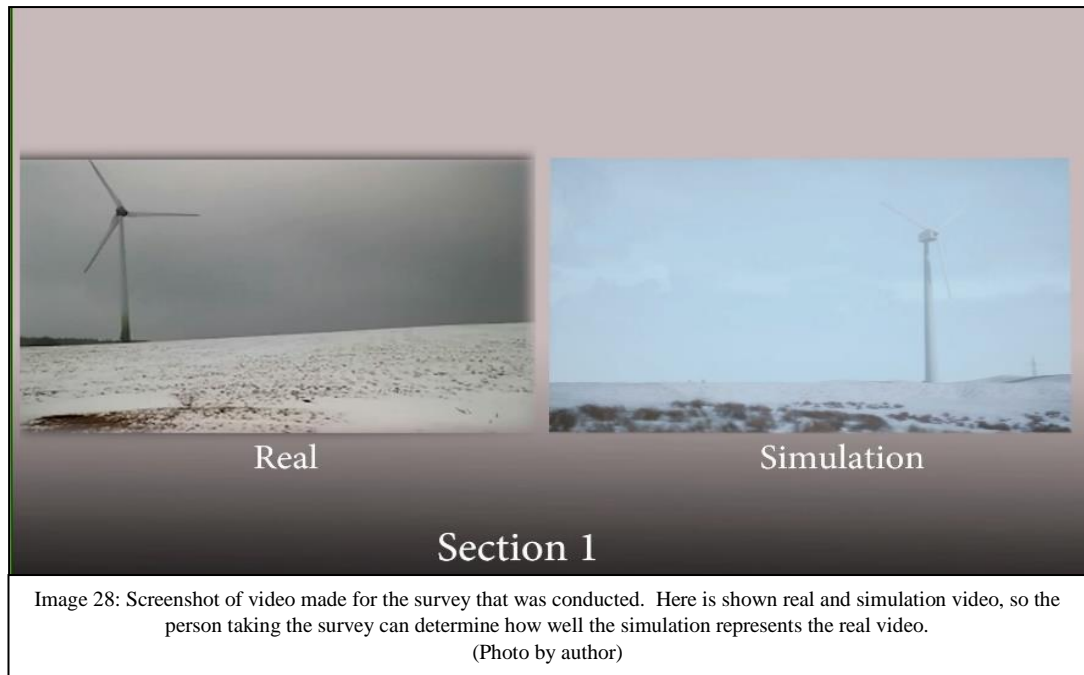 Real
Simulation
Section 1
Image 28: Screenshot of video made for the survey that was conducted. Here is shown real and simulation video, so the
person taking the survey can determine how well the simulation represents the real video.
(Photo by author)